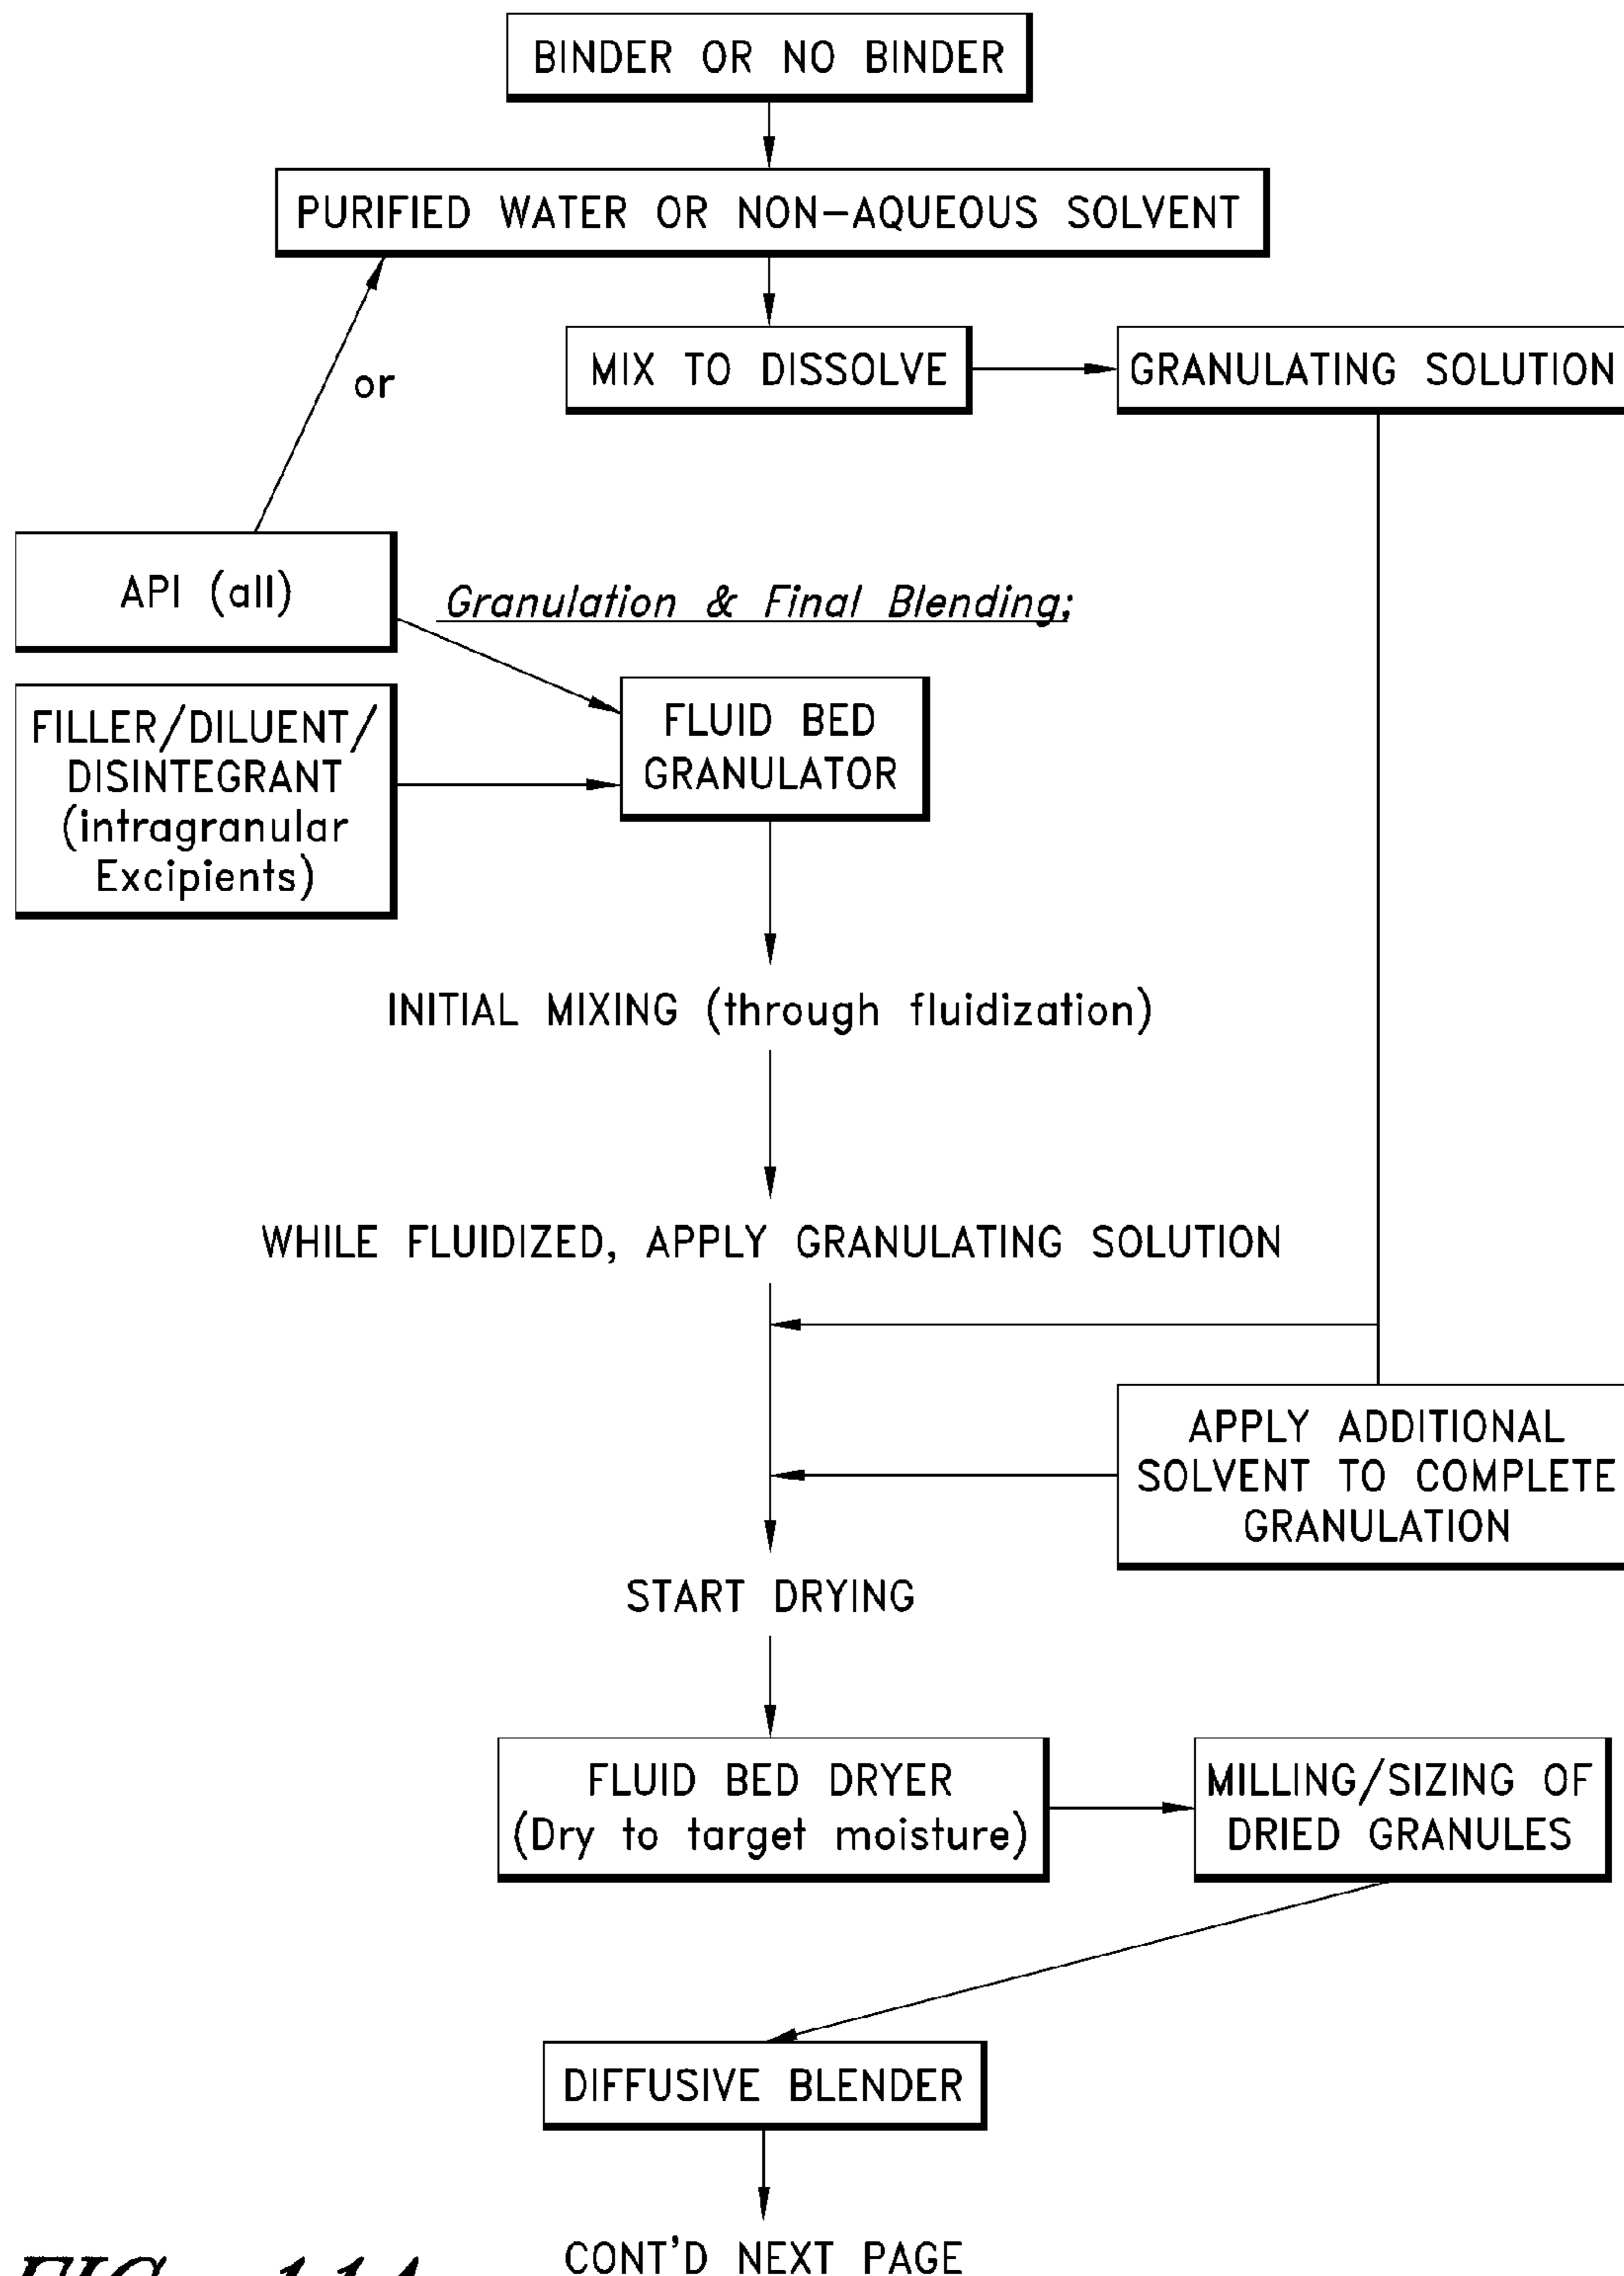 BINDER OR NO BINDER
PURIFIED WATER OR NON-AQUEOUS SOLVENT
MIX TO DISSOLVE
GRANULATING SOLUTION
or
API (all)
Granulation & Final Blending:
FILLER/DILUENT/
DISINTEGRANT
(intragranular
Excipients)
FLUID BED
GRANULATOR
INITIAL MIXING (through fluidization)
WHILE FLUIDIZED, APPLY GRANULATING SOLUTION
APPLY ADDITIONAL
SOLVENT TO COMPLETE
GRANULATION
START DRYING
FLUID BED DRYER
(Dry to target moisture)
MILLING/SIZING OF
DRIED GRANULES
DIFFUSIVE BLENDER
CONT'D NEXT PAGE